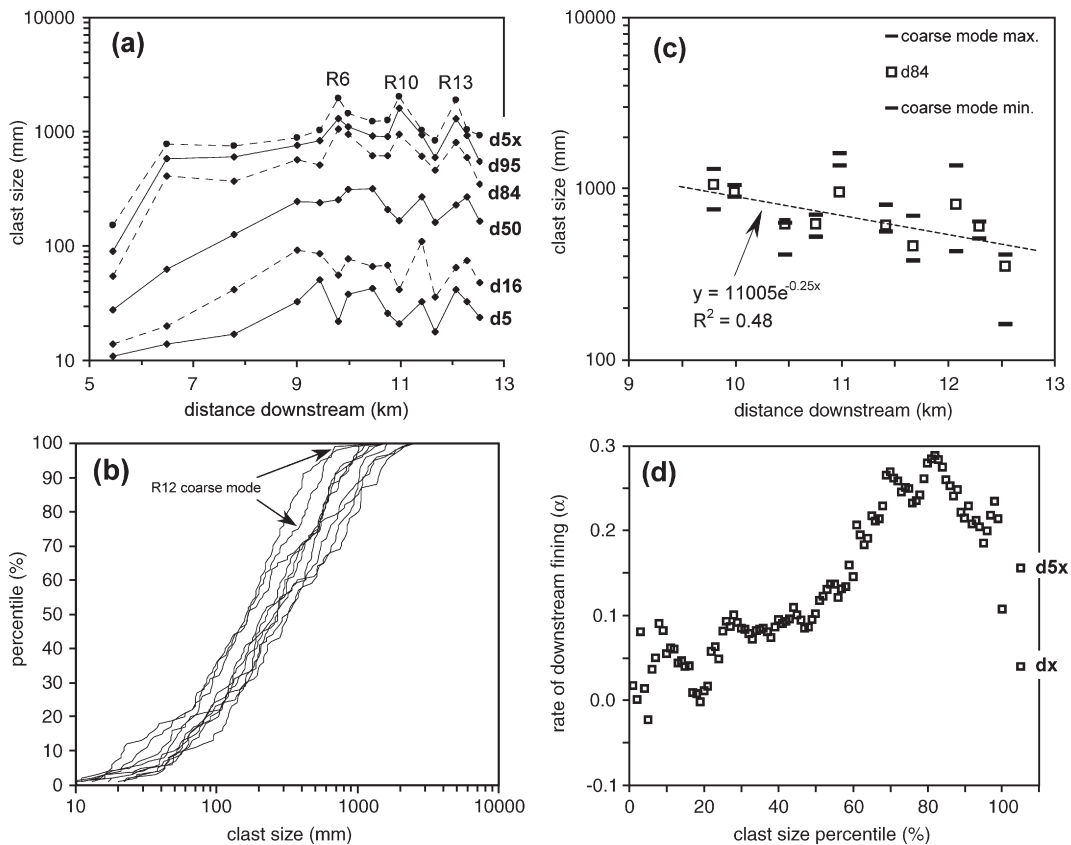 (a)
clast size (mm)
10000
1000
100
10
R6
R10
R13
d5x
d95
d84
d50
d16
d5
5
7
9
11
13
distance downstream (km)
(c)
clast size (mm)
10000
1000
100
coarse mode max.
d84
coarse mode min.
y = 11005e^-0.25x
R² = 0.48
9
10
11
12
13
distance downstream (km)
(b)
percentile (%)
100
90
80
70
60
50
40
30
20
10
0
R12 coarse mode
10
100
1000
10000
clast size (mm)
(d)
rate of downstream fining (α)
0.3
0.2
0.1
0.0
-0.1
d5x
dx
0
20
40
60
80
100
clast size percentile (%)